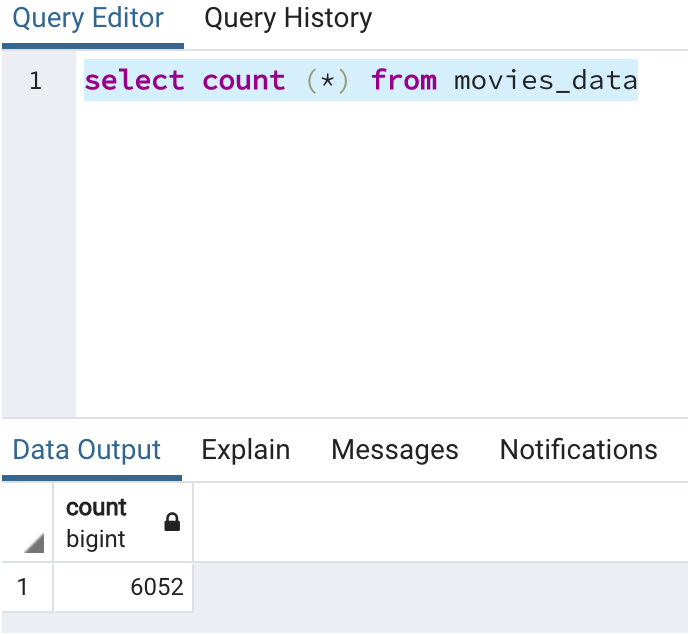 Query Editor Query History
1 select count (*) from movies_data
Data Output Explain Messages Notifications
count
bigint
1 6052